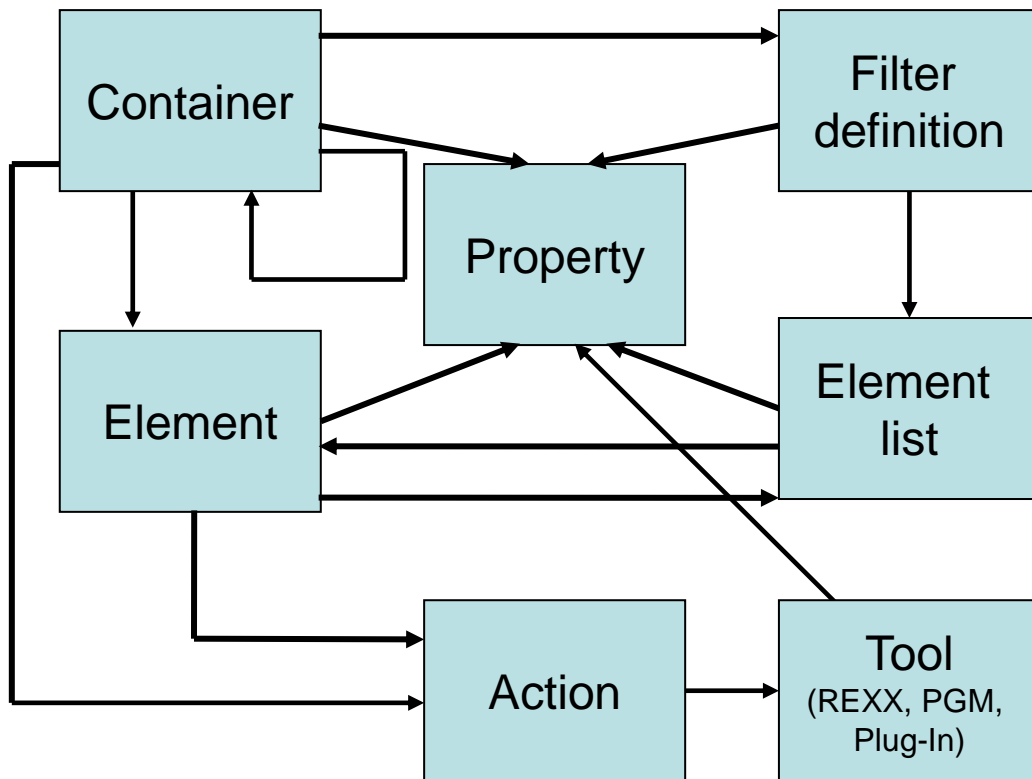 Container
Filter
definition
Property
Element
Element
list
Action
Tool
(REXX, PGM,
Plug-In)